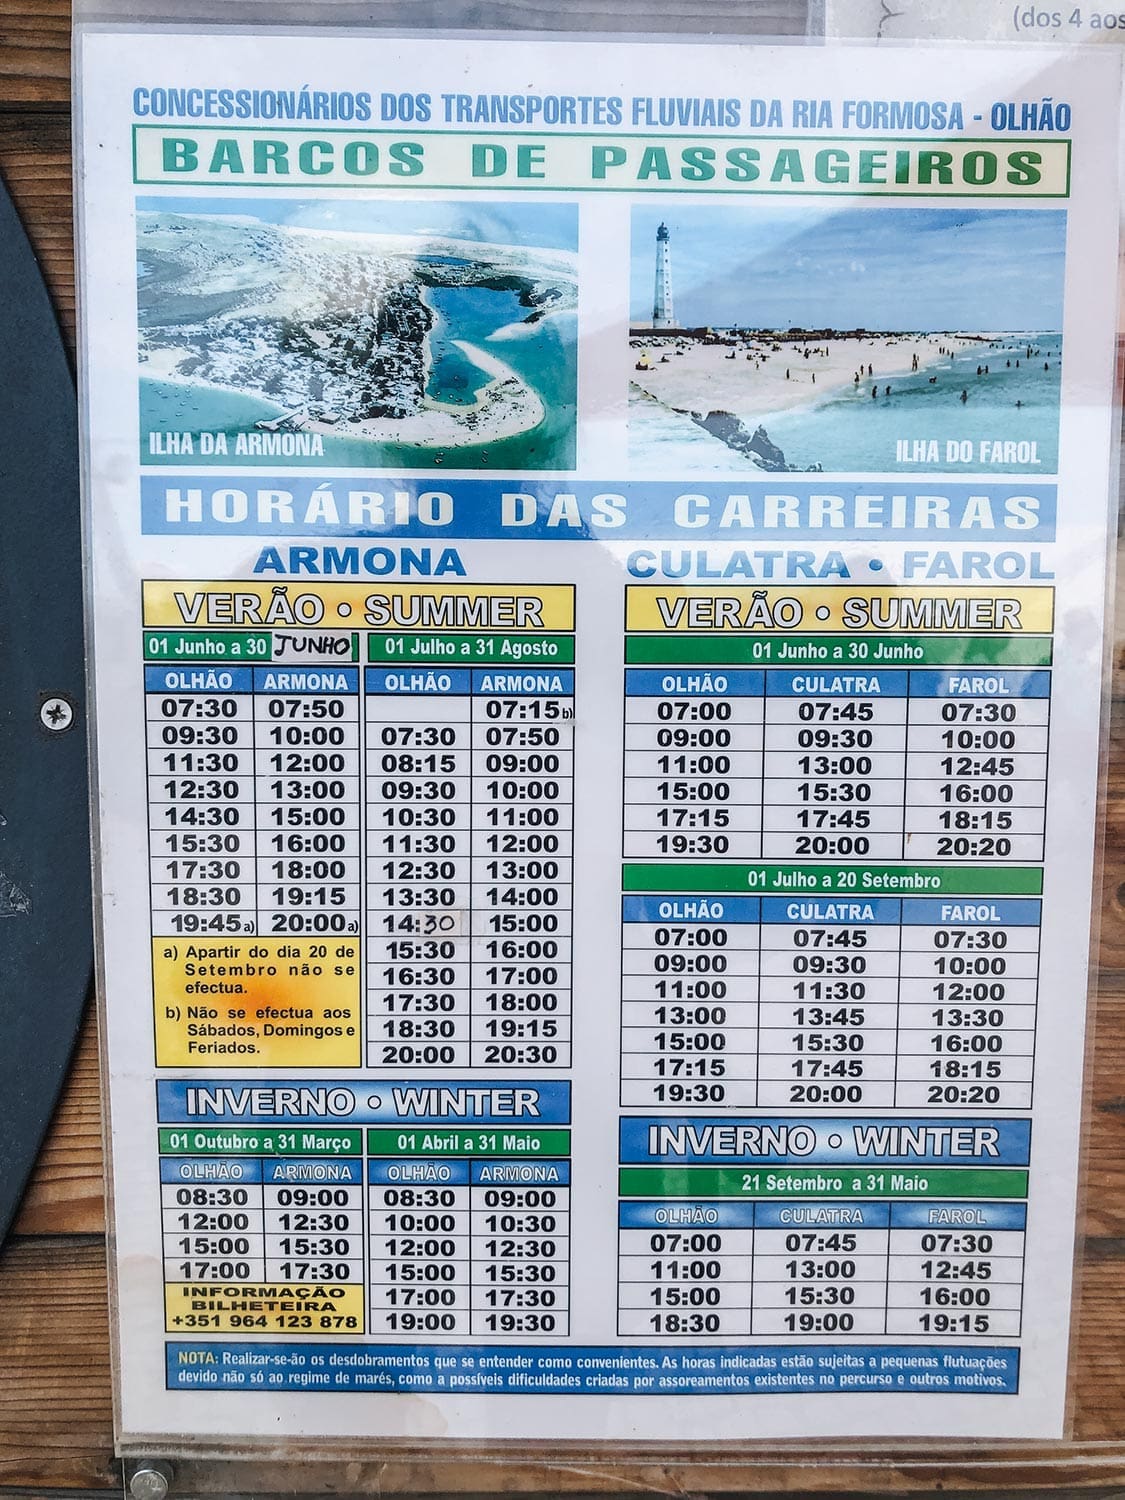 (dos 4 aos
CONCESSIONÁRIOS DOS TRANSPORTES FLUVIAIS DA RIA FORMOSA - OLHÃO
BARCOS DE PASSAGEIROS
ILHA DA ARMONA
ILHA DO FAROL
HORÁRIO DAS CARREIRAS
ARMONA
VERÃO • SUMMER
01 Junho a 30 JUNHO
OLHÃO ARMONA
07:30 07:50
09:30 10:00
11:30 12:00
12:30 13:00
14:30 15:00
15:30 16:00
17:30 18:00
18:30 19:15
19:45 a) 20:00 a)
a) Apartir do dia 20 de
Setembro não se
efectua.
b) Não se efectua aos
Sábados, Domingos e
Feriados.
01 Julho a 31 Agosto
OLHÃO ARMONA
07:15 b)
07:30 07:50
08:15 09:00
09:30 10:00
10:30 11:00
11:30 12:00
12:30 13:00
13:30 14:00
14:30 15:00
15:30 16:00
16:30 17:00
17:30 18:00
18:30 19:15
20:00 20:30
INVERNO • WINTER
01 Outubro a 31 Março
OLHÃO ARMONA
08:30 09:00
12:00 12:30
15:00 15:30
17:00 17:30
INFORMAÇÃO
BILHETEIRA
+351 964 123 878
01 Abril a 31 Maio
OLHÃO ARMONA
08:30 09:00
10:00 10:30
12:00 12:30
15:00 15:30
17:00 17:30
19:00 19:30
CULATRA • FAROL
VERÃO • SUMMER
01 Junho a 30 Junho
OLHÃO CULATRA FAROL
07:00 07:45 07:30
09:00 09:30 10:00
11:00 13:00 12:45
15:00 15:30 16:00
17:15 17:45 18:15
19:30 20:00 20:20
01 Julho a 20 Setembro
OLHÃO CULATRA FAROL
07:00 07:45 07:30
09:00 09:30 10:00
11:00 11:30 12:00
13:00 13:45 13:30
15:00 15:30 16:00
17:15 17:45 18:15
19:30 20:00 20:20
INVERNO • WINTER
21 Setembro a 31 Maio
OLHÃO CULATRA FAROL
07:00 07:45 07:30
11:00 13:00 12:45
15:00 15:30 16:00
18:30 19:00 19:15
NOTA: Realizar-se-ão os desdobramentos que se entender como convenientes. As horas indicadas estão sujeitas a pequenas flutuações
devido não só ao regime de marés, como a possíveis dificuldades criadas por assoreamentos existentes no percurso e outros motivos.